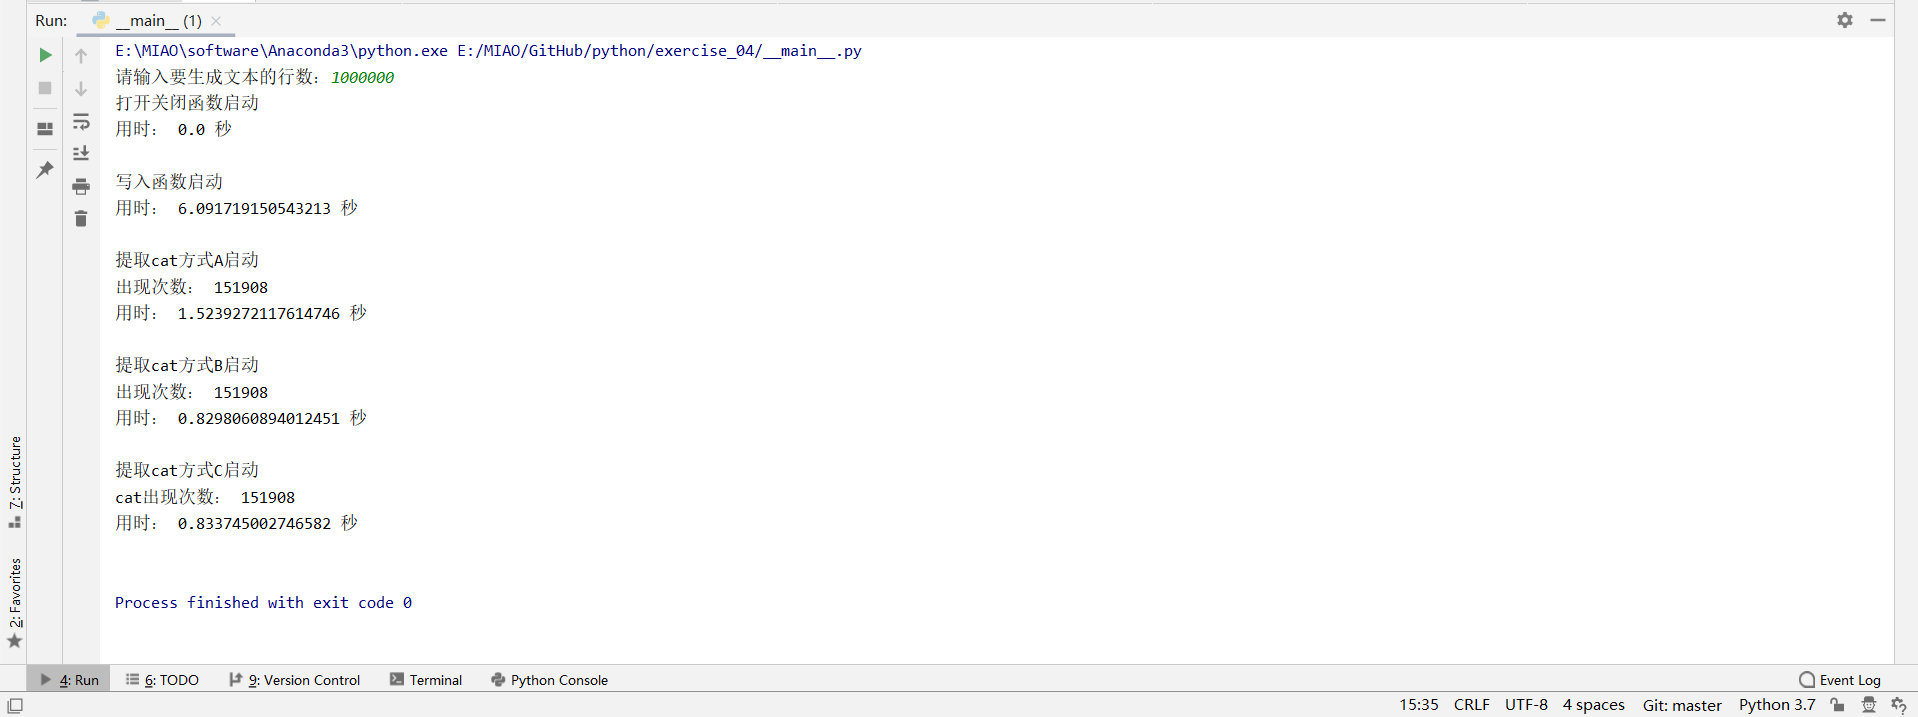 Run: __main__ (1)
E:\MIAO\software\Anaconda3\python.exe E:/MIAO/GitHub/python/exercise_04/__main__.py
请输入要生成文本的行数：1000000
打开关闭函数启动
用时： 0.0 秒
写入函数启动
用时： 6.091719150543213 秒
提取cat方式A启动
出现次数： 151908
用时： 1.5239272117614746 秒
提取cat方式B启动
出现次数： 151908
用时： 0.8298060894012451 秒
提取cat方式C启动
cat出现次数： 151908
用时： 0.833745002746582 秒
Process finished with exit code 0
7: Structure
2: Favorites
4: Run 6: TODO 9: Version Control Terminal Python Console Event Log
15:35 CRLF UTF-8 4 spaces Git: master Python 3.7